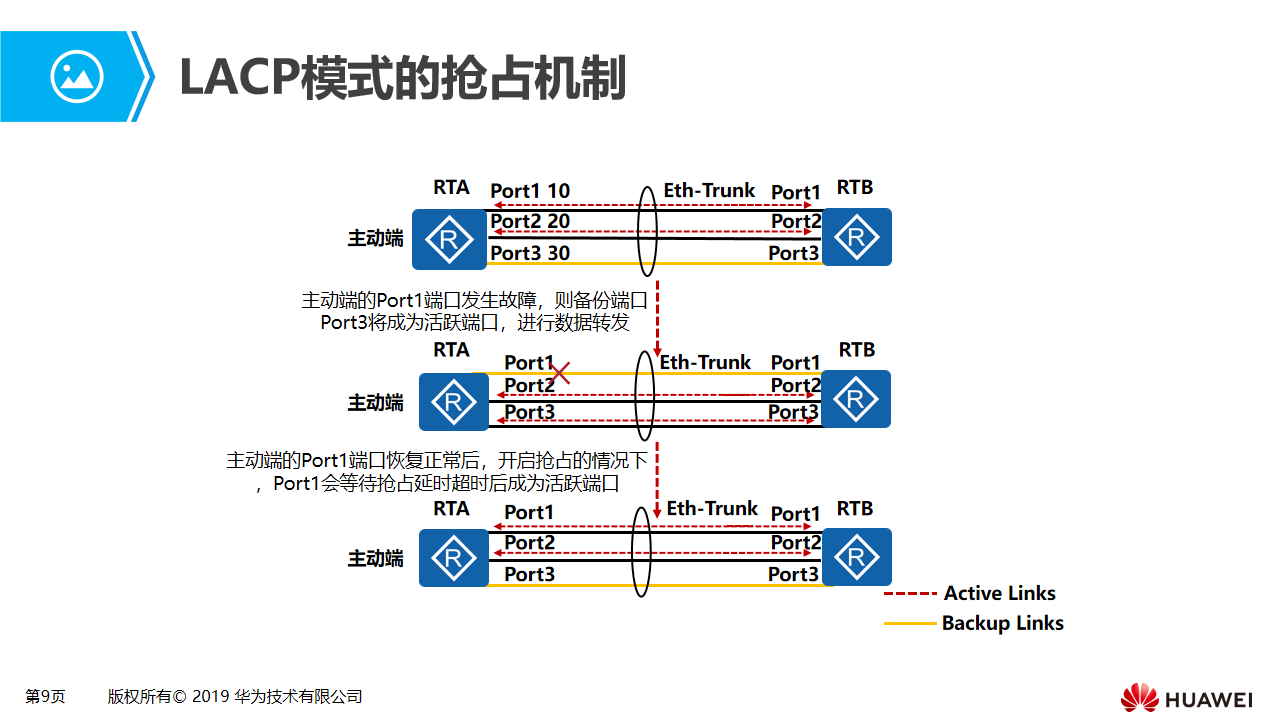 LACP模式的抢占机制
RTA
Port1 10
Eth-Trunk
Port1
RTB
Port2 20
Port2
主动端
R
R
Port3 30
Port3
主动端的Port1端口发生故障，则备份端口
Port3将成为活跃端口，进行数据转发
RTA
Port1
Eth-Trunk
Port1
RTB
Port2
Port2
主动端
R
R
Port3
Port3
主动端的Port1端口恢复正常后，开启抢占的情况下
，Port1会等待抢占延时超时后成为活跃端口
RTA
Port1
Eth-Trunk
Port1
RTB
Port2
Port2
主动端
R
R
Port3
Port3
Active Links
Backup Links
第9页
版权所有© 2019 华为技术有限公司
HUAWEI